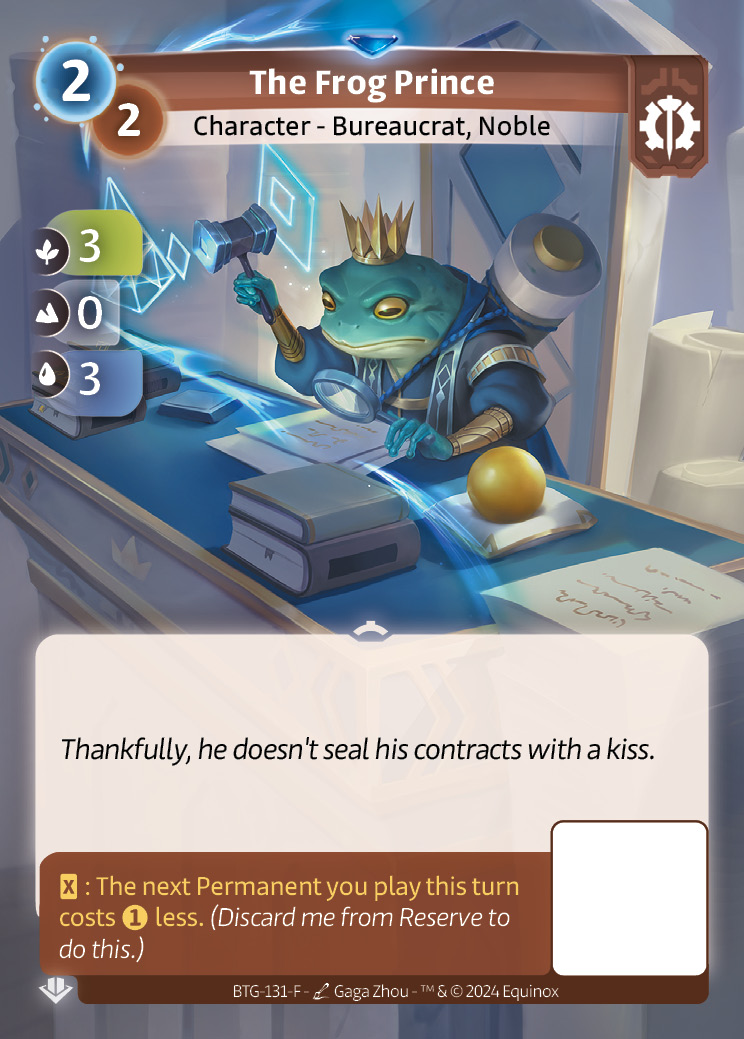 2
The Frog Prince
2
Character - Bureaucrat, Noble
3
0
3
Thankfully, he doesn't seal his contracts with a kiss.
X : The next Permanent you play this turn
costs 1 less. (Discard me from Reserve to
do this.)
BTG-131-F - Gaga Zhou - ™ & © 2024 Equinox